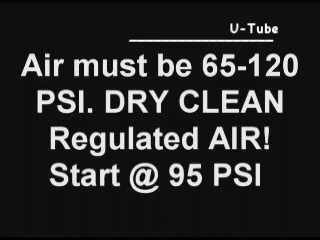 U-Tube
Air must be 65-120
PSI. DRY CLEAN
Regulated AIR!
Start @ 95 PSI